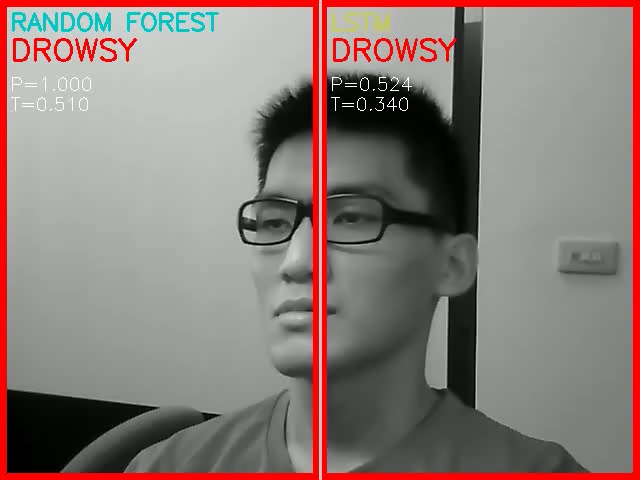 RANDOM FOREST
DROWSY
P=1.000
T=0.510
LSTM
DROWSY
P=0.524
T=0.340